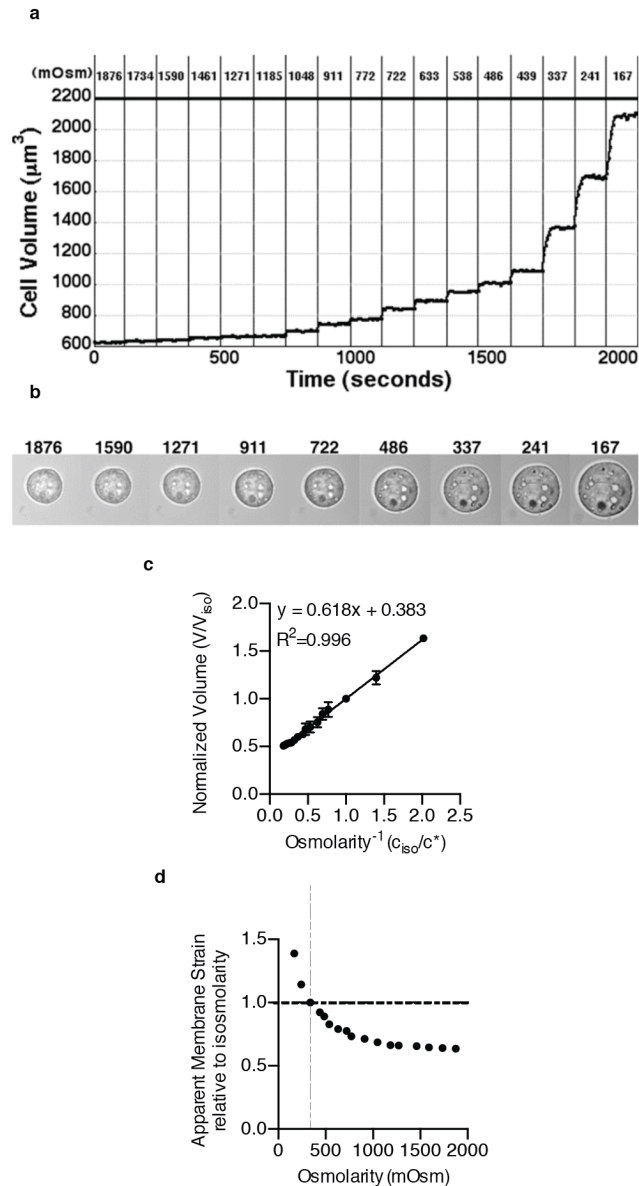 a
(mOsm) 1876 1734 1590 1461 1271 1185 1048 911 772 722 633 538 486 439 337 241 167
2200
2000
1800
1600
1400
1200
1000
800
600
Cell Volume (μm³)
0 500 1000 1500 2000
Time (seconds)
b
1876 1590 1271 911 722 486 337 241 167
c
y = 0.618x + 0.383
R²=0.996
2.0
1.5
1.0
0.5
0.0
Normalized Volume (V/Viso)
0.0 0.5 1.0 1.5 2.0 2.5
Osmolarity⁻¹ (ciso/c*)
d
1.5
1.0
0.5
0.0
Apparent Membrane Strain
relative to isosmolarity
0 500 1000 1500 2000
Osmolarity (mOsm)